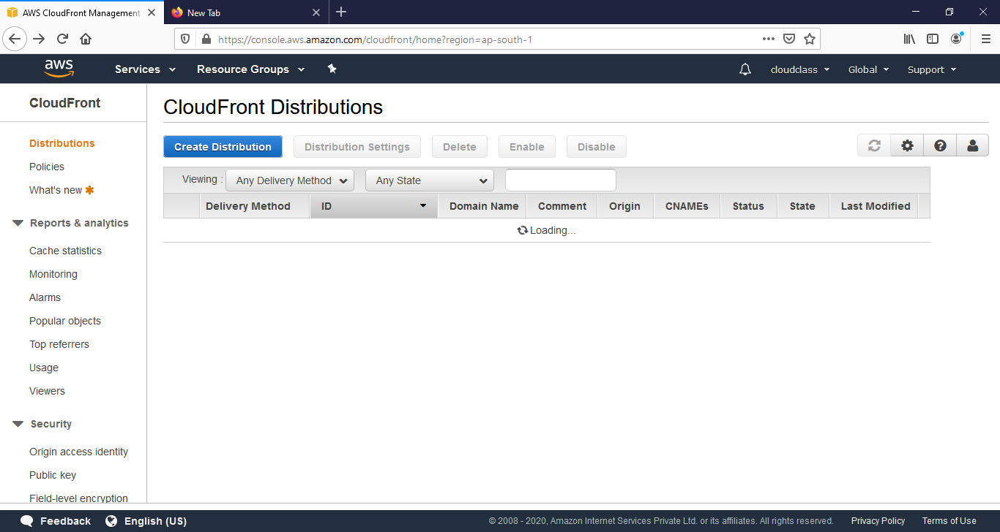 AWS CloudFront Management
New Tab
https://console.aws.amazon.com/cloudfront/home?region=ap-south-1
aws Services Resource Groups cloudclass Global Support
CloudFront
Distributions
Policies
What's new
Reports & analytics
Cache statistics
Monitoring
Alarms
Popular objects
Top referrers
Usage
Viewers
Security
Origin access identity
Public key
Field-level encryption
CloudFront Distributions
Create Distribution Distribution Settings Delete Enable Disable
Viewing : Any Delivery Method Any State
Delivery Method ID Domain Name Comment Origin CNAMEs Status State Last Modified
Loading...
Feedback English (US) © 2008 - 2020, Amazon Internet Services Private Ltd. or its affiliates. All rights reserved. Privacy Policy Terms of Use